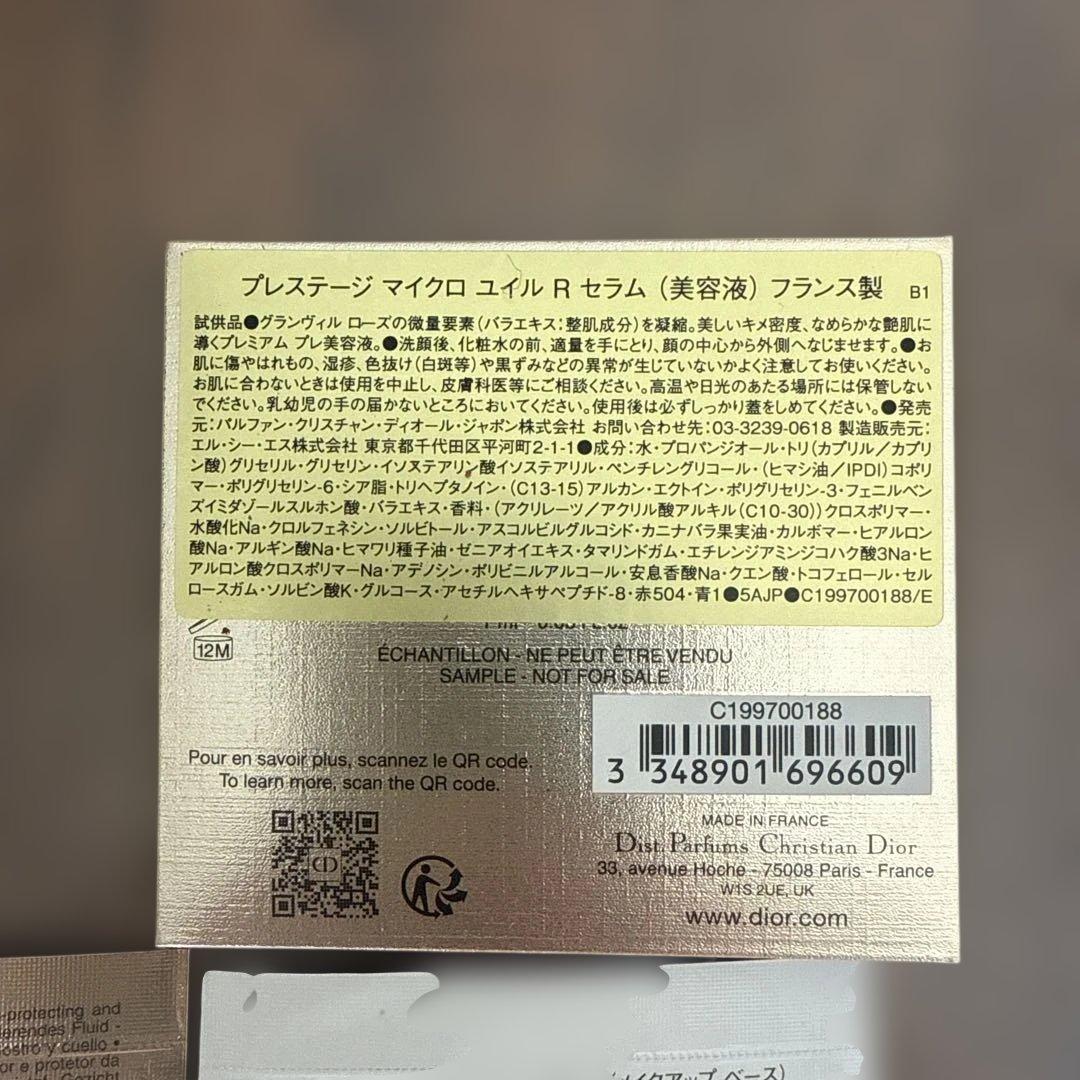 プレステージ マイクロ ユイル R セラム（美容液）フランス製 B1
試供品●グランヴィル ローズの微量要素（バラエキス：整肌成分）を凝縮。美しいキメ密度、なめらかな艶肌に
導くプレミアム プレ美容液。●洗顔後、化粧水の前、適量を手にとり、顔の中心から外側へなじませます。●お
肌に傷やはれもの、湿疹、色抜け（白斑等）や黒ずみなどの異常が生じていないかよく注意してお使いください。
お肌に合わないときは使用を中止し、皮膚科医等にご相談ください。高温や日光のあたる場所には保管しない
でください。乳幼児の手の届かないところにおいてください。使用後は必ずしっかり蓋をしめてください。●発売
元：パルファン・クリスチャン・ディオール・ジャポン株式会社 お問い合わせ先：03-3239-0618 製造販売元：
エル・シー・エス株式会社 東京都千代田区平河町2-1-1●成分：水・プロパンジオール・トリ（カプリル／カプリ
ン酸）グリセリル・グリセリン・イソステアリン酸イソステアリル・ペンチレングリコール・（ヒマシ油／IPDI）コポリ
マー・ポリグリセリン-6・シア脂・トリヘプタノイン・（C13-15）アルカン・エクトイン・ポリグリセリン-3・フェニルベン
ズイミダゾールスルホン酸・バラエキス・香料・（アクリレーツ／アクリル酸アルキル（C10-30））クロスポリマー・
水酸化Na・クロルフェネシン・ソルビトール・アスコルビルグルコシド・カニナバラ果実油・カルボマー・ヒアルロン
酸Na・アルギン酸Na・ヒマワリ種子油・ゼニアオイエキス・タマリンドガム・エチレンジアミンジコハク酸3Na・ヒ
アルロン酸クロスポリマーNa・アデノシン・ポリビニルアルコール・安息香酸Na・クエン酸・トコフェロール・セル
ロースガム・ソルビン酸K・グルコース・アセチルヘキサペプチド-8・赤504・青1●5AJP●C199700188/E
12M
ÉCHANTILLON - NE PEUT ÊTRE VENDU
SAMPLE - NOT FOR SALE
C199700188
3 348901 696609
Pour en savoir plus, scannez le QR code.
To learn more, scan the QR code.
CD
MADE IN FRANCE
Dist. Parfums Christian Dior
33, avenue Hoche - 75008 Paris - France
W1S 2UE, UK
www.dior.com
-protecting and
erendes Fluid -
ostro y cuello •
or e protetor da
Gezicht
メイクアップ ベース）